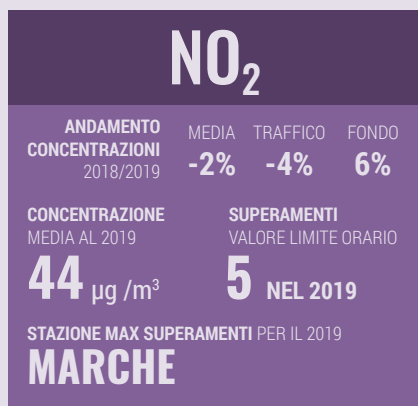 NO₂
ANDAMENTO CONCENTRAZIONI 2018/2019
MEDIA TRAFFICO FONDO
-2% -4% 6%
CONCENTRAZIONE
MEDIA AL 2019
44 µg /m³
SUPERAMENTI
VALORE LIMITE ORARIO
5 NEL 2019
STAZIONE MAX SUPERAMENTI PER IL 2019
MARCHE